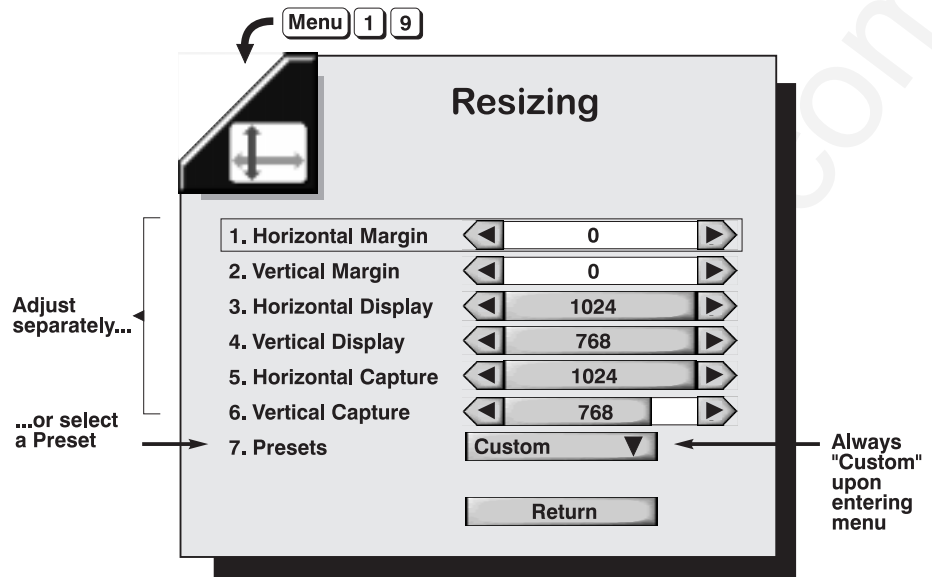 Menu 1 9
Resizing
1. Horizontal Margin 0
2. Vertical Margin 0
3. Horizontal Display 1024
4. Vertical Display 768
5. Horizontal Capture 1024
6. Vertical Capture 768
7. Presets Custom
Return
Adjust
separately...
...or select
a Preset
Always
"Custom"
upon
entering
menu